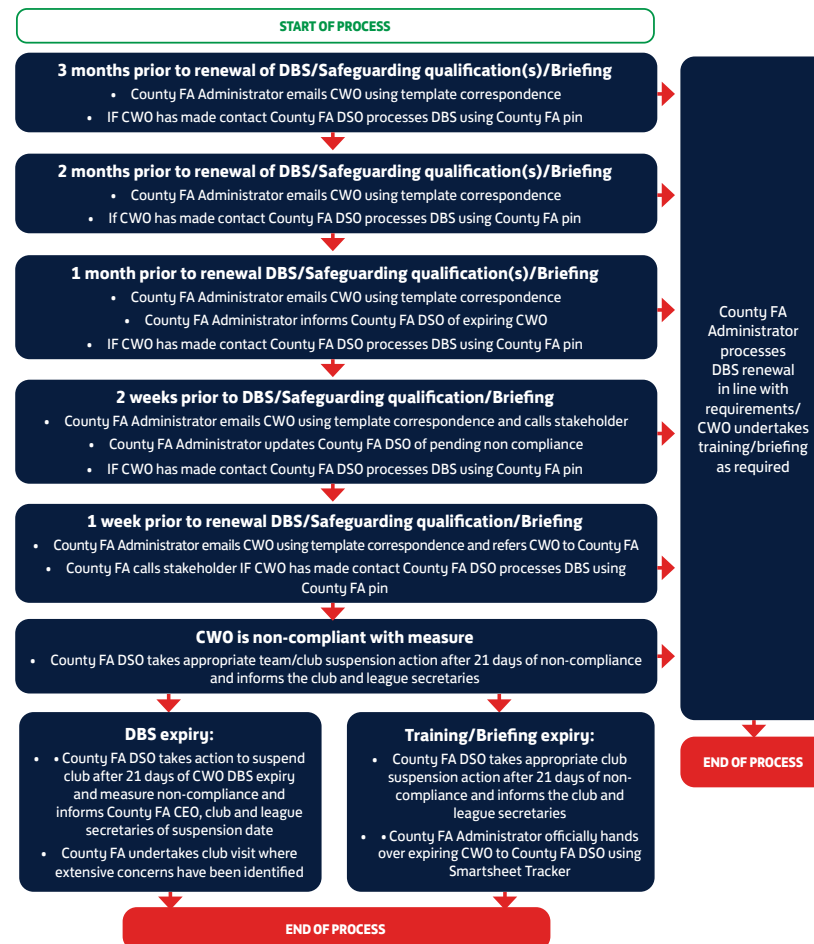 START OF PROCESS
3 months prior to renewal of DBS/Safeguarding qualification(s)/Briefing
• County FA Administrator emails CWO using template correspondence
• IF CWO has made contact County FA DSO processes DBS using County FA pin
2 months prior to renewal of DBS/Safeguarding qualification(s)/Briefing
• County FA Administrator emails CWO using template correspondence
• If CWO has made contact County FA DSO processes DBS using County FA pin
1 month prior to renewal DBS/Safeguarding qualification(s)/Briefing
• County FA Administrator emails CWO using template correspondence
• County FA Administrator informs County FA DSO of expiring CWO
• IF CWO has made contact County FA DSO processes DBS using County FA pin
2 weeks prior to DBS/Safeguarding qualification/Briefing
• County FA Administrator emails CWO using template correspondence and calls stakeholder
• County FA Administrator updates County FA DSO of pending non compliance
• IF CWO has made contact County FA DSO processes DBS using County FA pin
1 week prior to renewal DBS/Safeguarding qualification/Briefing
• County FA Administrator emails CWO using template correspondence and refers CWO to County FA
• County FA calls stakeholder IF CWO has made contact County FA DSO processes DBS using
County FA pin
CWO is non-compliant with measure
• County FA DSO takes appropriate team/club suspension action after 21 days of non-compliance
and informs the club and league secretaries
DBS expiry:
• • County FA DSO takes action to suspend
club after 21 days of CWO DBS expiry
and measure non-compliance and
informs County FA CEO, club and league
secretaries of suspension date
• County FA undertakes club visit where
extensive concerns have been identified
Training/Briefing expiry:
• County FA DSO takes appropriate club
suspension action after 21 days of non-
compliance and informs the club and
league secretaries
• • County FA Administrator officially hands
over expiring CWO to County FA DSO using
Smartsheet Tracker
END OF PROCESS
County FA
Administrator
processes
DBS renewal
in line with
requirements/
CWO undertakes
training/briefing
as required
END OF PROCESS